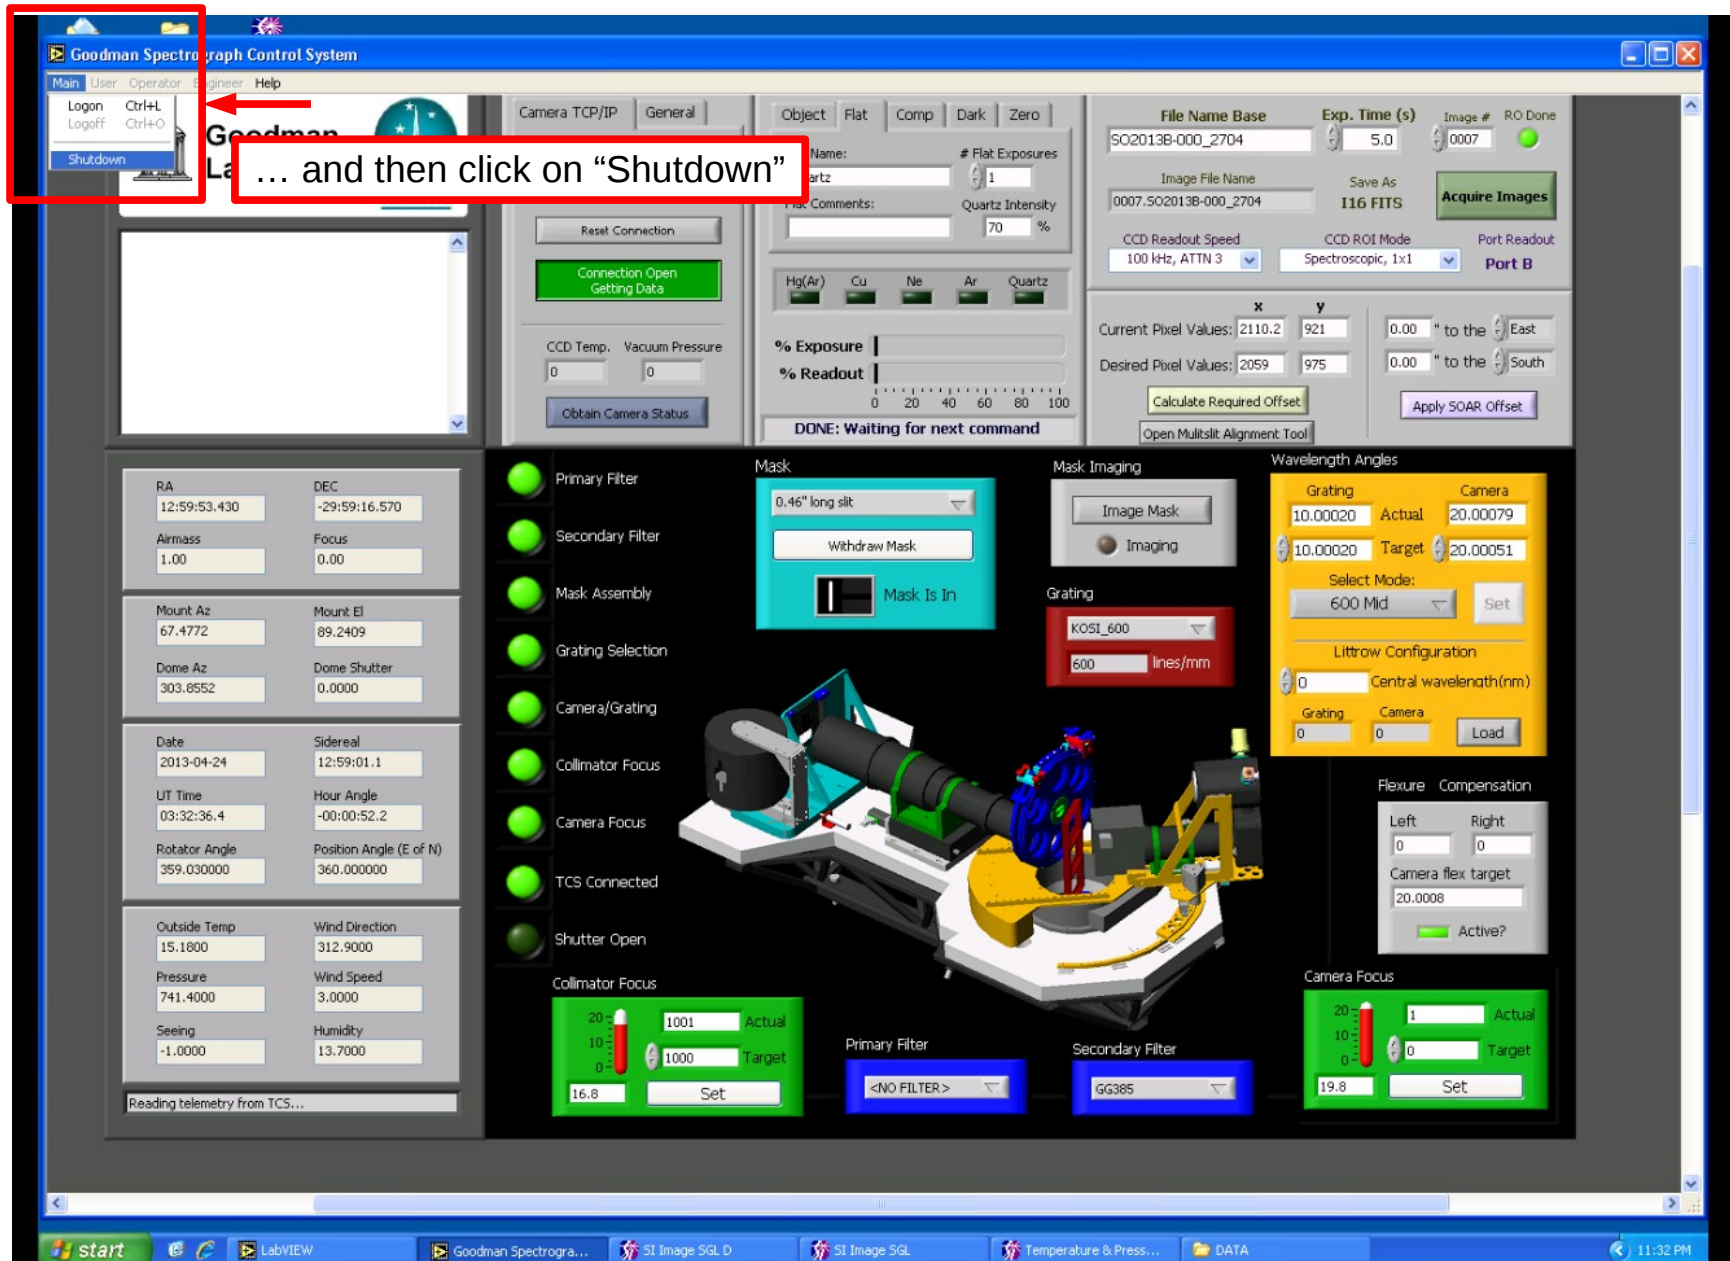 Goodman Spectrograph Control System
Main User Operator Engineer Help
Logon Ctrl+L
Logoff Ctrl+O
Shutdown
Goodman
… and then click on “Shutdown”
Camera TCP/IP General
Reset Connection
Connection Open
Getting Data
CCD Temp. Vacuum Pressure
0 0
Obtain Camera Status
Object Flat Comp Dark Zero
Name: # Flat Exposures
1
Comments: Quartz Intensity
70 %
Hg(Ar) Cu Ne Ar Quartz
% Exposure
% Readout
0 20 40 60 80 100
DONE: Waiting for next command
File Name Base Exp. Time (s) Image # RO Done
SO2013B-000_2704 5.0 0007
Image File Name Save As
0007.SO2013B-000_2704 I16 FITS Acquire Images
CCD Readout Speed CCD ROI Mode Port Readout
100 kHz, ATTN 3 Spectroscopic, 1x1 Port B
x y
Current Pixel Values: 2110.2 921 0.00 " to the East
Desired Pixel Values: 2059 975 0.00 " to the South
Calculate Required Offset Apply SOAR Offset
Open Mulitslit Alignment Tool
RA DEC
12:59:53.430 -29:59:16.570
Airmass Focus
1.00 0.00
Mount Az Mount El
67.4772 89.2409
Dome Az Dome Shutter
303.8552 0.0000
Date Sidereal
2013-04-24 12:59:01.1
UT Time Hour Angle
03:32:36.4 -00:00:52.2
Rotator Angle Position Angle (E of N)
359.030000 360.000000
Outside Temp Wind Direction
15.1800 312.9000
Pressure Wind Speed
741.4000 3.0000
Seeing Humidity
-1.0000 13.7000
Reading telemetry from TCS...
Primary Filter
Secondary Filter
Mask Assembly
Grating Selection
Camera/Grating
Collimator Focus
Camera Focus
TCS Connected
Shutter Open
Mask
0.46" long slit
Withdraw Mask
Mask Is In
Mask Imaging
Image Mask
Imaging
Grating
KOSI_600
600 lines/mm
Wavelength Angles
Grating Camera
10.00020 Actual 20.00079
10.00020 Target 20.00051
Select Mode:
600 Mid Set
Littrow Configuration
0 Central wavelength(nm)
Grating Camera
0 0 Load
Flexure Compensation
Left Right
0 0
Camera flex target
20.0008
Active?
Collimator Focus
20 1001 Actual
10
0 1000 Target
16.8 Set
Primary Filter
<NO FILTER>
Secondary Filter
GG385
Camera Focus
20 1 Actual
10
0 0 Target
19.8 Set
start LabVIEW Goodman Spectrogra... SI Image SGL D SI Image SGL Temperature & Press... DATA 11:32 PM